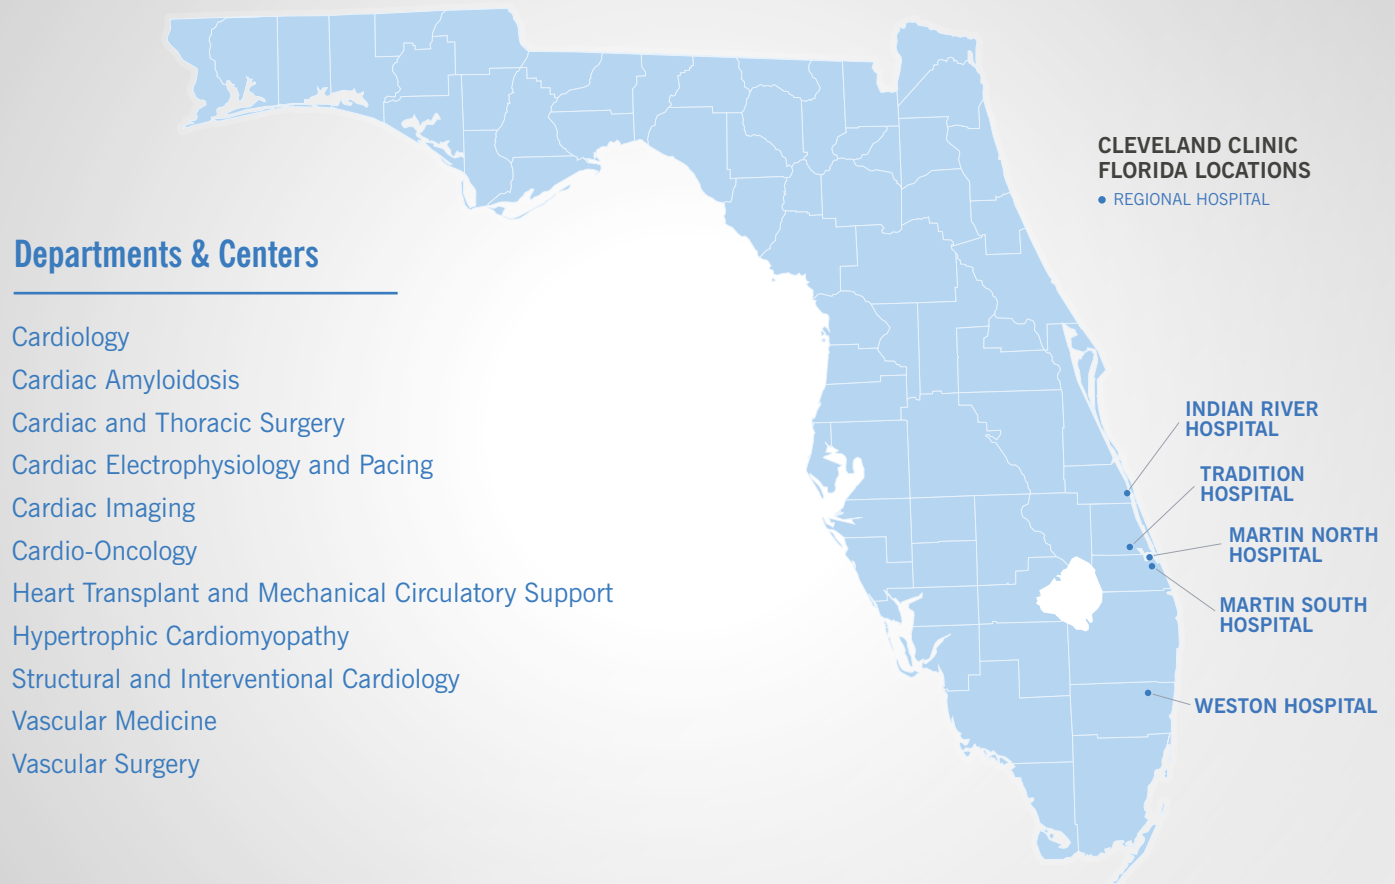 CLEVELAND CLINIC
FLORIDA LOCATIONS
• REGIONAL HOSPITAL
Departments & Centers
Cardiology
Cardiac Amyloidosis
Cardiac and Thoracic Surgery
Cardiac Electrophysiology and Pacing
Cardiac Imaging
Cardio-Oncology
Heart Transplant and Mechanical Circulatory Support
Hypertrophic Cardiomyopathy
Structural and Interventional Cardiology
Vascular Medicine
Vascular Surgery
INDIAN RIVER
HOSPITAL
TRADITION
HOSPITAL
MARTIN NORTH
HOSPITAL
MARTIN SOUTH
HOSPITAL
WESTON HOSPITAL